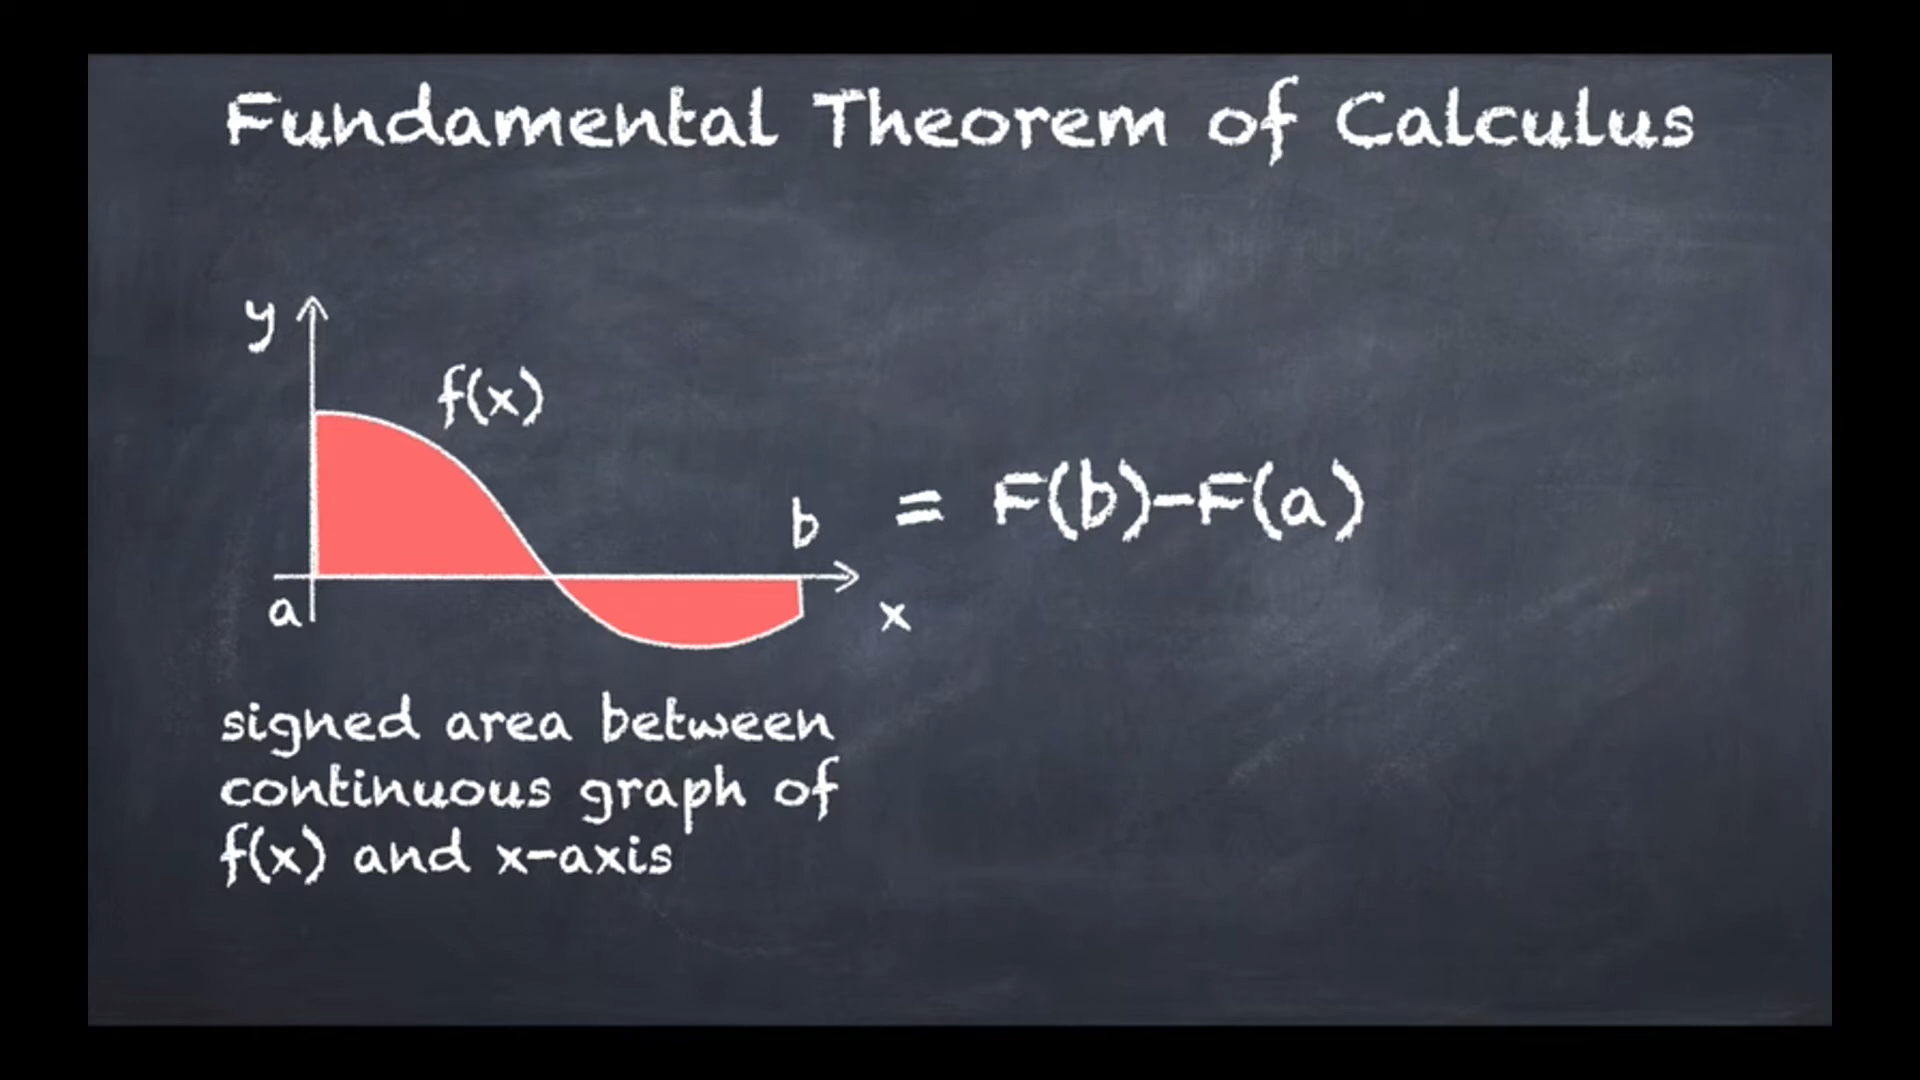 Fundamental Theorem of Calculus
y
f(x)
b
= F(b)-F(a)
a
x
signed area between
continuous graph of
f(x) and x-axis